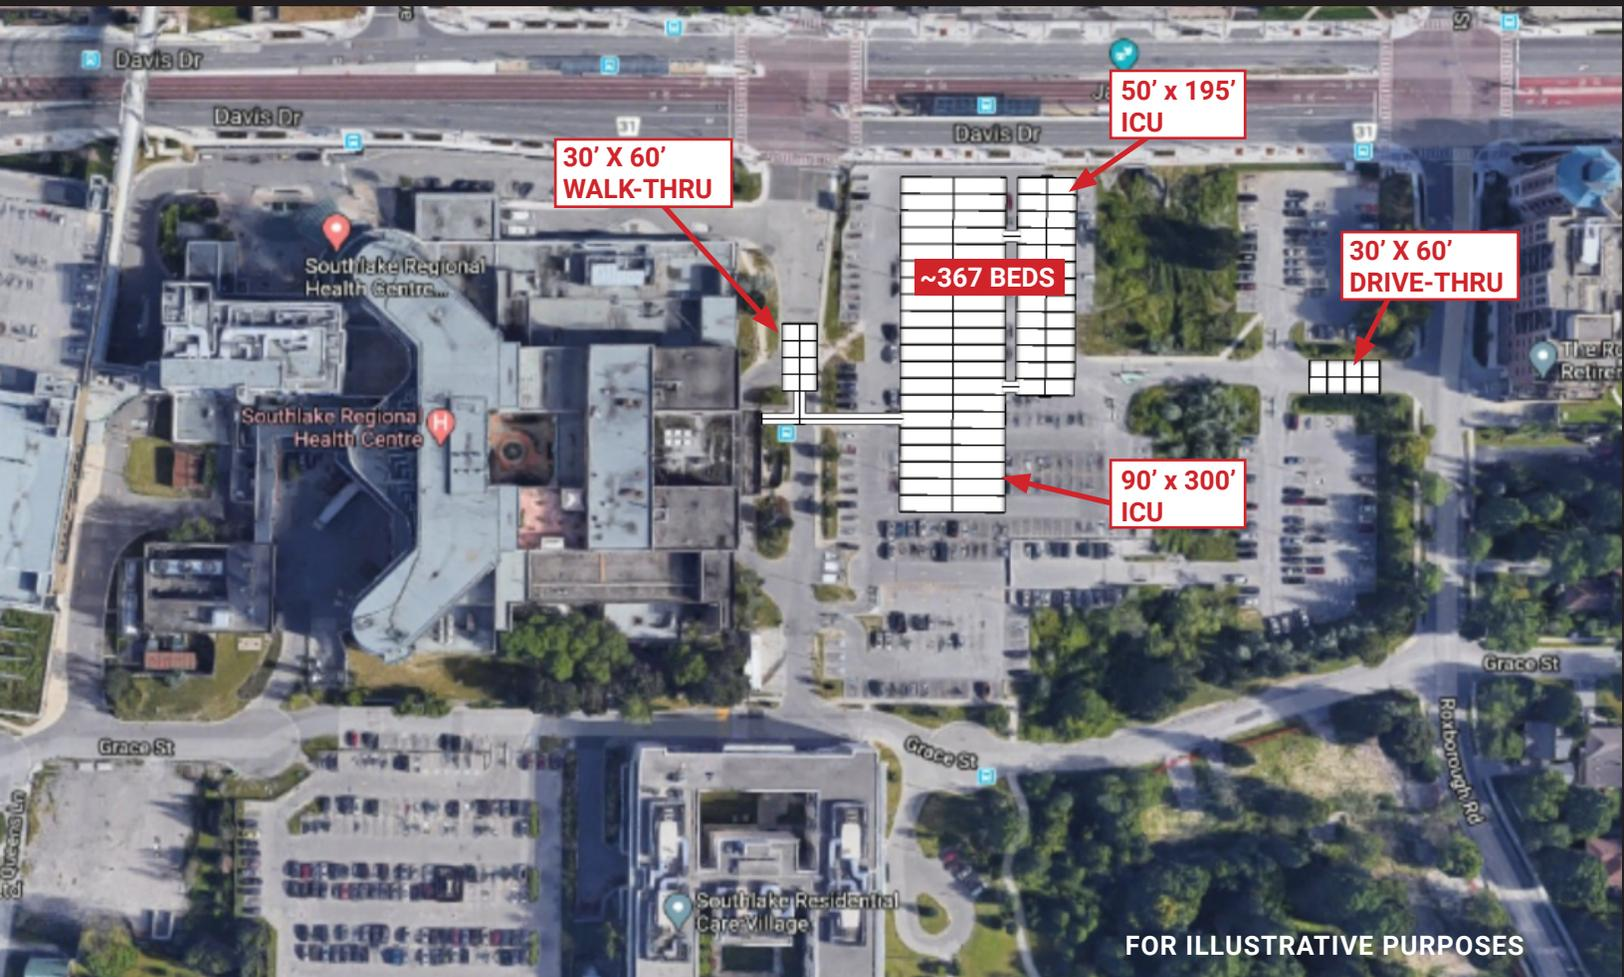 Davis Dr
Davis Dr
31
Davis Dr
31
St
50’ x 195’
ICU
30’ X 60’
WALK-THRU
30’ X 60’
DRIVE-THRU
~367 BEDS
Southlake Regional
Health Centre...
Southlake Regional
Health Centre
H
90’ x 300’
ICU
Grace St
Grace St
Grace St
Roxborough Rd
Southlake Residential
Care Village
FOR ILLUSTRATIVE PURPOSES